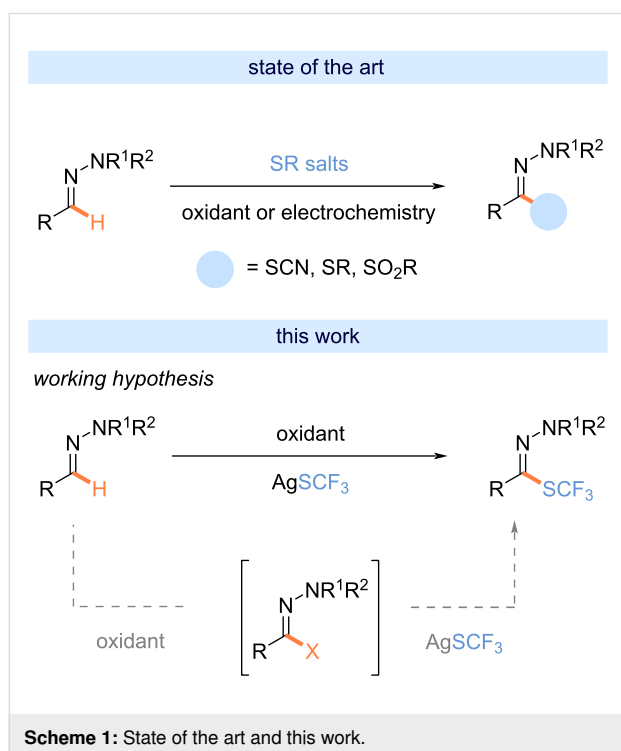 state of the art
N
NR¹R²
R
H
SR salts
oxidant or electrochemistry
N
NR¹R²
R
= SCN, SR, SO₂R
this work
working hypothesis
N
NR¹R²
R
H
oxidant
AgSCF₃
N
NR¹R²
R
SCF₃
oxidant
N
NR¹R²
R
X
AgSCF₃
Scheme 1: State of the art and this work.